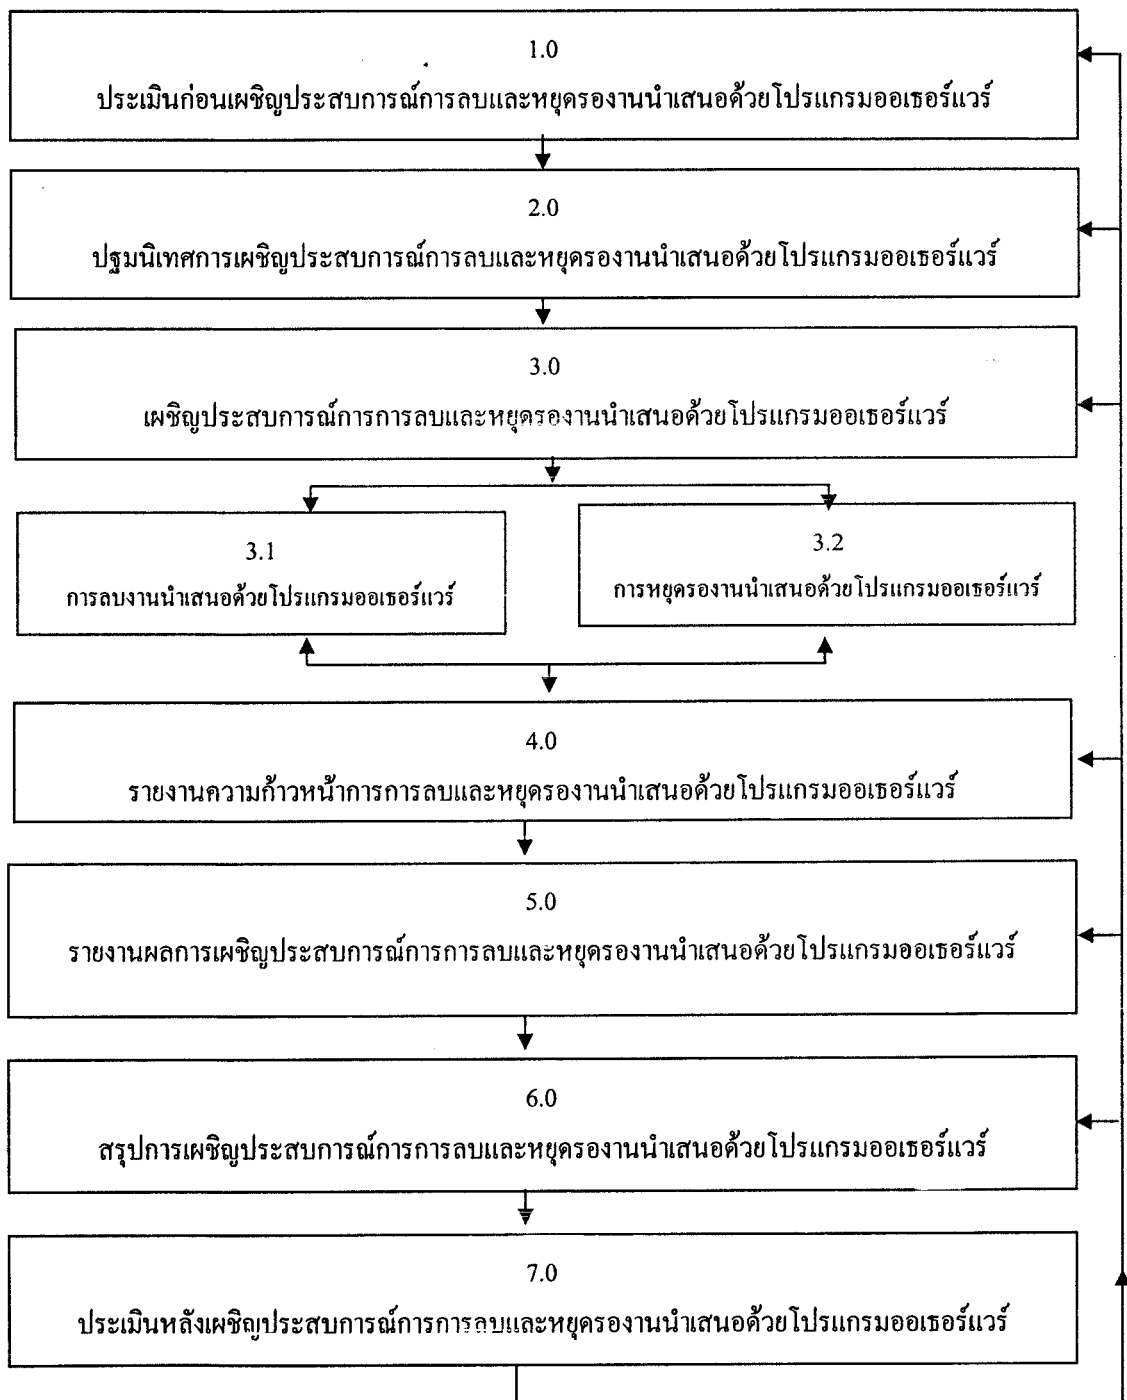 1.0
ประเมินก่อนเผชิญประสบการณ์การลบและหยุดรองานนำเสนอด้วยโปรแกรมออเธอร์แวร์
2.0
ปฐมนิเทศการเผชิญประสบการณ์การลบและหยุดรองานนำเสนอด้วยโปรแกรมออเธอร์แวร์
3.0
เผชิญประสบการณ์การการลบและหยุดรองานนำเสนอด้วยโปรแกรมออเธอร์แวร์
3.1
การลบงานนำเสนอด้วยโปรแกรมออเธอร์แวร์
3.2
การหยุดรองานนำเสนอด้วยโปรแกรมออเธอร์แวร์
4.0
รายงานความก้าวหน้าการการลบและหยุดรองานนำเสนอด้วยโปรแกรมออเธอร์แวร์
5.0
รายงานผลการเผชิญประสบการณ์การการลบและหยุดรองานนำเสนอด้วยโปรแกรมออเธอร์แวร์
6.0
สรุปการเผชิญประสบการณ์การการลบและหยุดรองานนำเสนอด้วยโปรแกรมออเธอร์แวร์
7.0
ประเมินหลังเผชิญประสบการณ์การการลบและหยุดรองานนำเสนอด้วยโปรแกรมออเธอร์แวร์